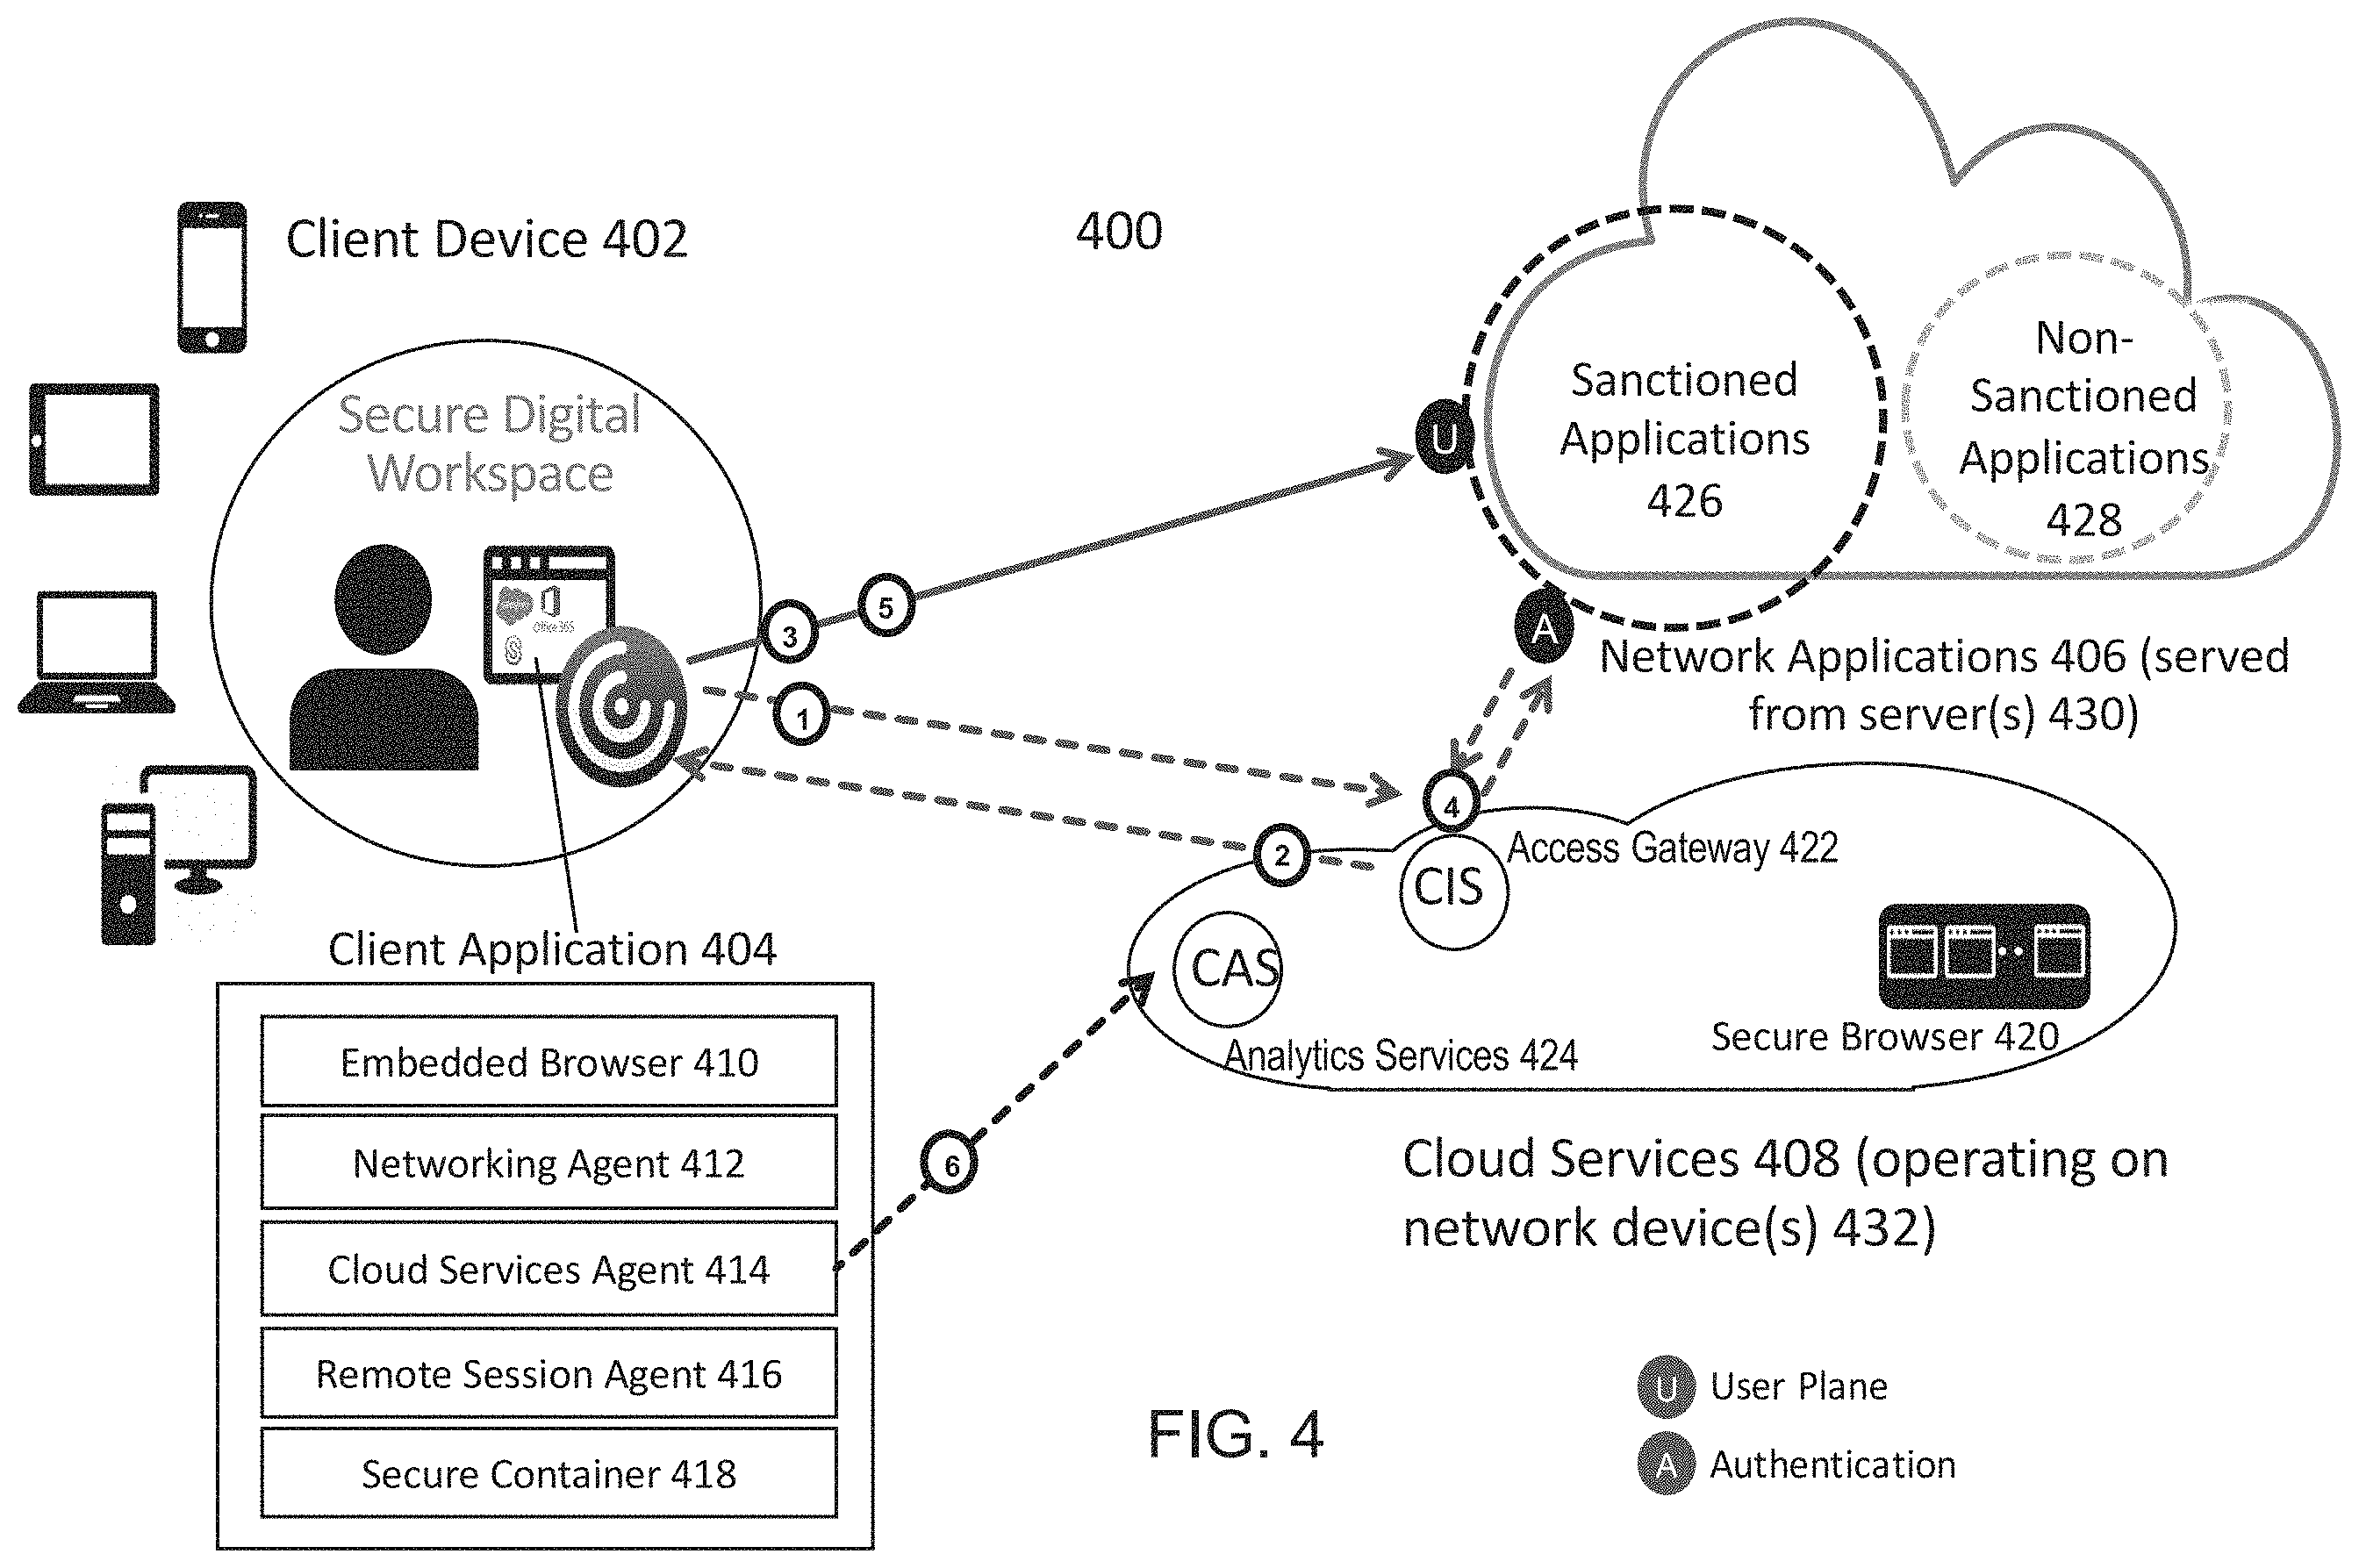 Client Device 402
400
Secure Digital
Workspace
Office 365
S
Sanctioned
Applications
426
Non-
Sanctioned
Applications
428
U
A
3
5
1
2
4
Network Applications 406 (served
from server(s) 430)
Access Gateway 422
CIS
CAS
Analytics Services 424
Secure Browser 420
Cloud Services 408 (operating on
network device(s) 432)
Client Application 404
Embedded Browser 410
Networking Agent 412
Cloud Services Agent 414
Remote Session Agent 416
Secure Container 418
6
FIG. 4
U User Plane
A Authentication